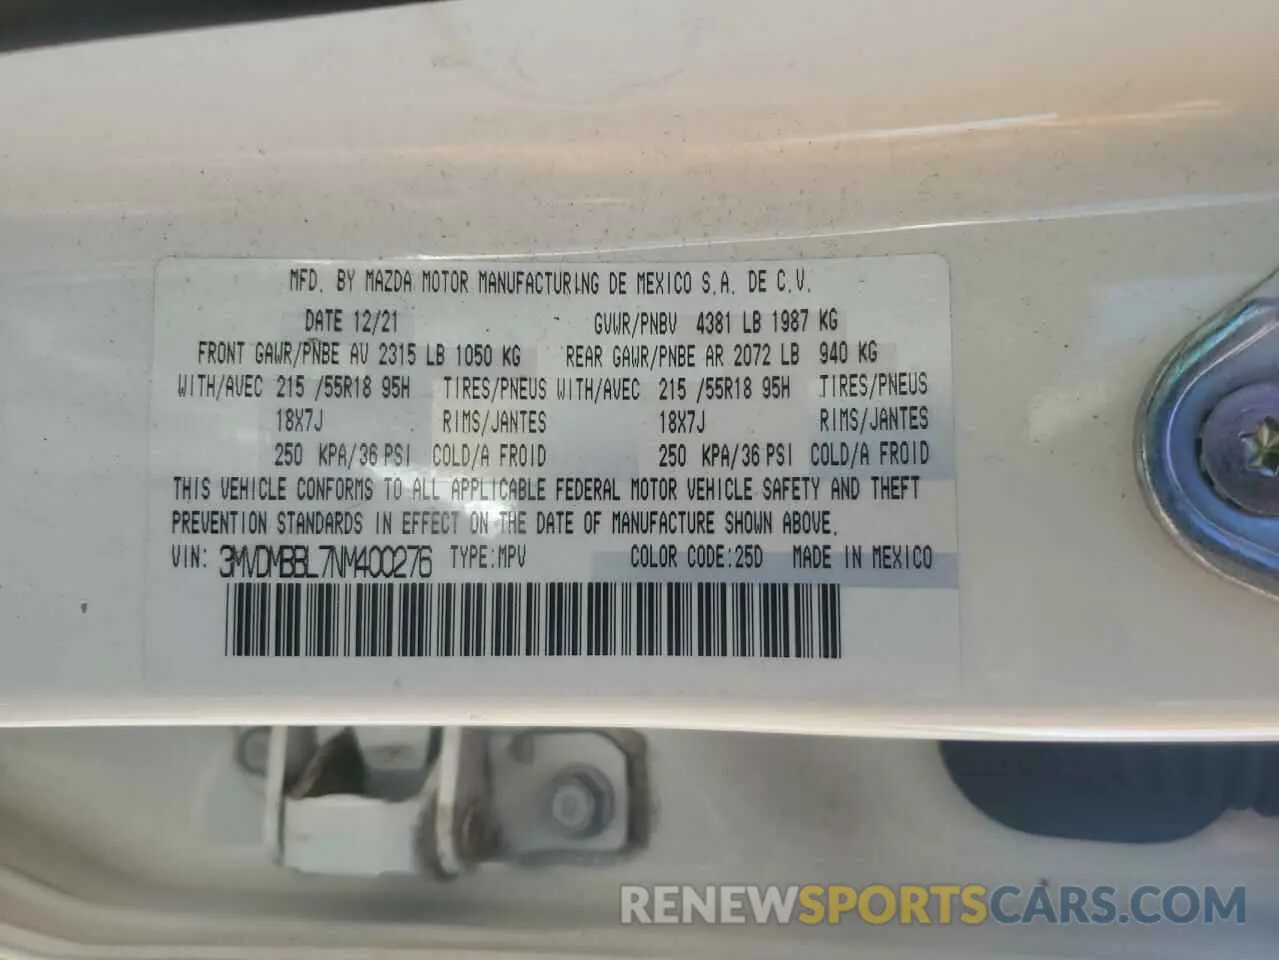 MFD. BY MAZDA MOTOR MANUFACTURING DE MEXICO S.A. DE C.V.
DATE 12/21 GVWR/PNBV 4381 LB 1987 KG
FRONT GAWR/PNBE AV 2315 LB 1050 KG REAR GAWR/PNBE AR 2072 LB 940 KG
WITH/AVEC 215 /55R18 95H TIRES/PNEUS WITH/AVEC 215 /55R18 95H TIRES/PNEUS
18X7J RIMS/JANTES 18X7J RIMS/JANTES
250 KPA/36 PSI COLD/A FROID 250 KPA/36 PSI COLD/A FROID
THIS VEHICLE CONFORMS TO ALL APPLICABLE FEDERAL MOTOR VEHICLE SAFETY AND THEFT
PREVENTION STANDARDS IN EFFECT ON THE DATE OF MANUFACTURE SHOWN ABOVE.
VIN: 3MVDMBBL7NM400276 TYPE:MPV COLOR CODE:25D MADE IN MEXICO
RENEWSPORTSCARS.COM